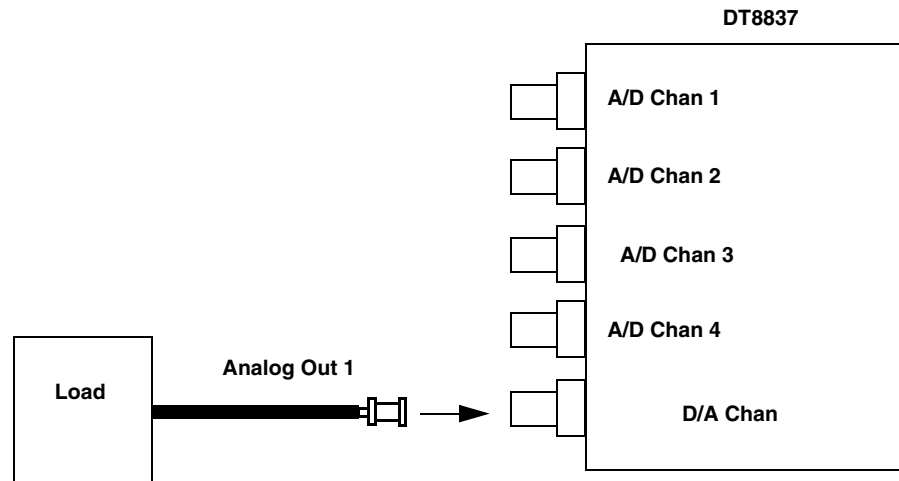 DT8837
A/D Chan 1
A/D Chan 2
A/D Chan 3
A/D Chan 4
Analog Out 1
Load
D/A Chan